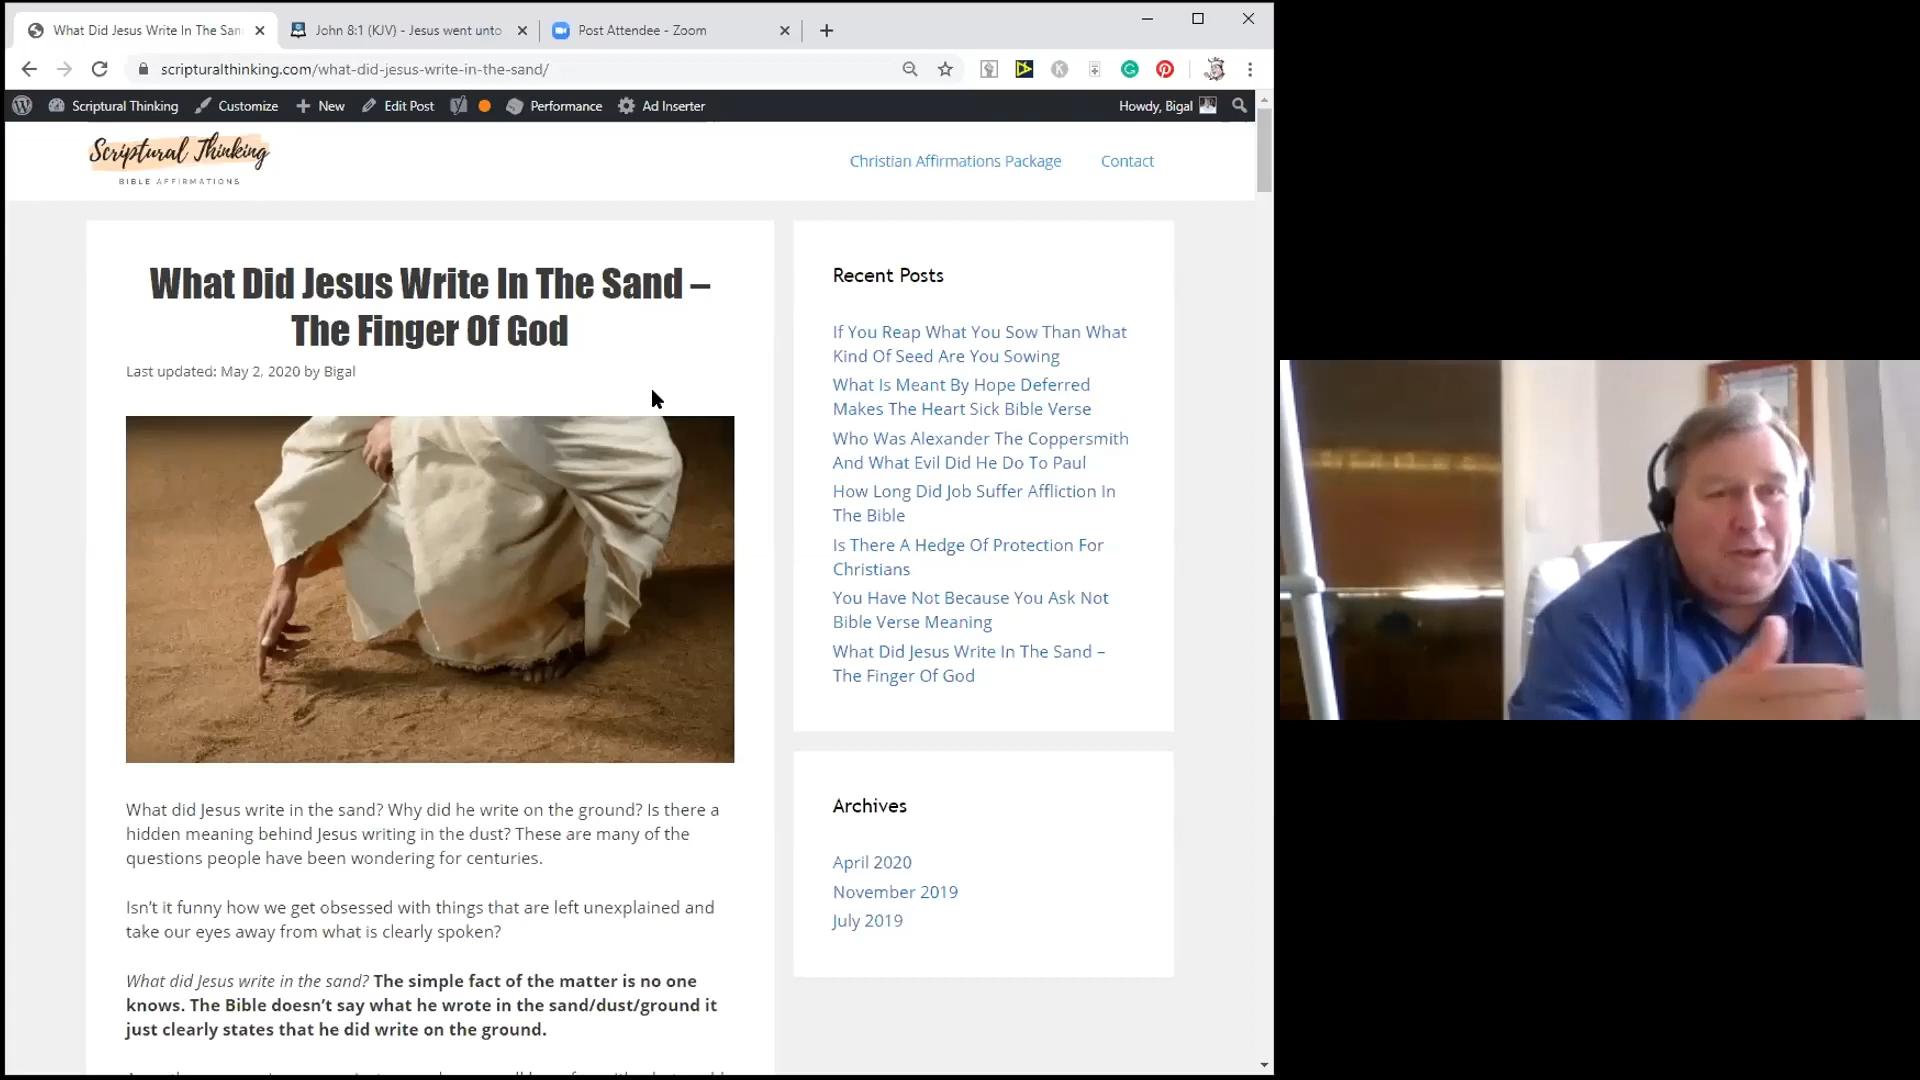 What Did Jesus Write In The San
John 8:1 (KJV) - Jesus went unto
Post Attendee - Zoom
scripturalthinking.com/what-did-jesus-write-in-the-sand/
Scriptural Thinking
Customize
New
Edit Post
Performance
Ad Inserter
Howdy, Bigal
Scriptural Thinking
BIBLE AFFIRMATIONS
Christian Affirmations Package
Contact
What Did Jesus Write In The Sand –
The Finger Of God
Last updated: May 2, 2020 by Bigal
What did Jesus write in the sand? Why did he write on the ground? Is there a
hidden meaning behind Jesus writing in the dust? These are many of the
questions people have been wondering for centuries.
Isn't it funny how we get obsessed with things that are left unexplained and
take our eyes away from what is clearly spoken?
What did Jesus write in the sand? The simple fact of the matter is no one
knows. The Bible doesn't say what he wrote in the sand/dust/ground it
just clearly states that he did write on the ground.
Recent Posts
If You Reap What You Sow Than What
Kind Of Seed Are You Sowing
What Is Meant By Hope Deferred
Makes The Heart Sick Bible Verse
Who Was Alexander The Coppersmith
And What Evil Did He Do To Paul
How Long Did Job Suffer Affliction In
The Bible
Is There A Hedge Of Protection For
Christians
You Have Not Because You Ask Not
Bible Verse Meaning
What Did Jesus Write In The Sand –
The Finger Of God
Archives
April 2020
November 2019
July 2019